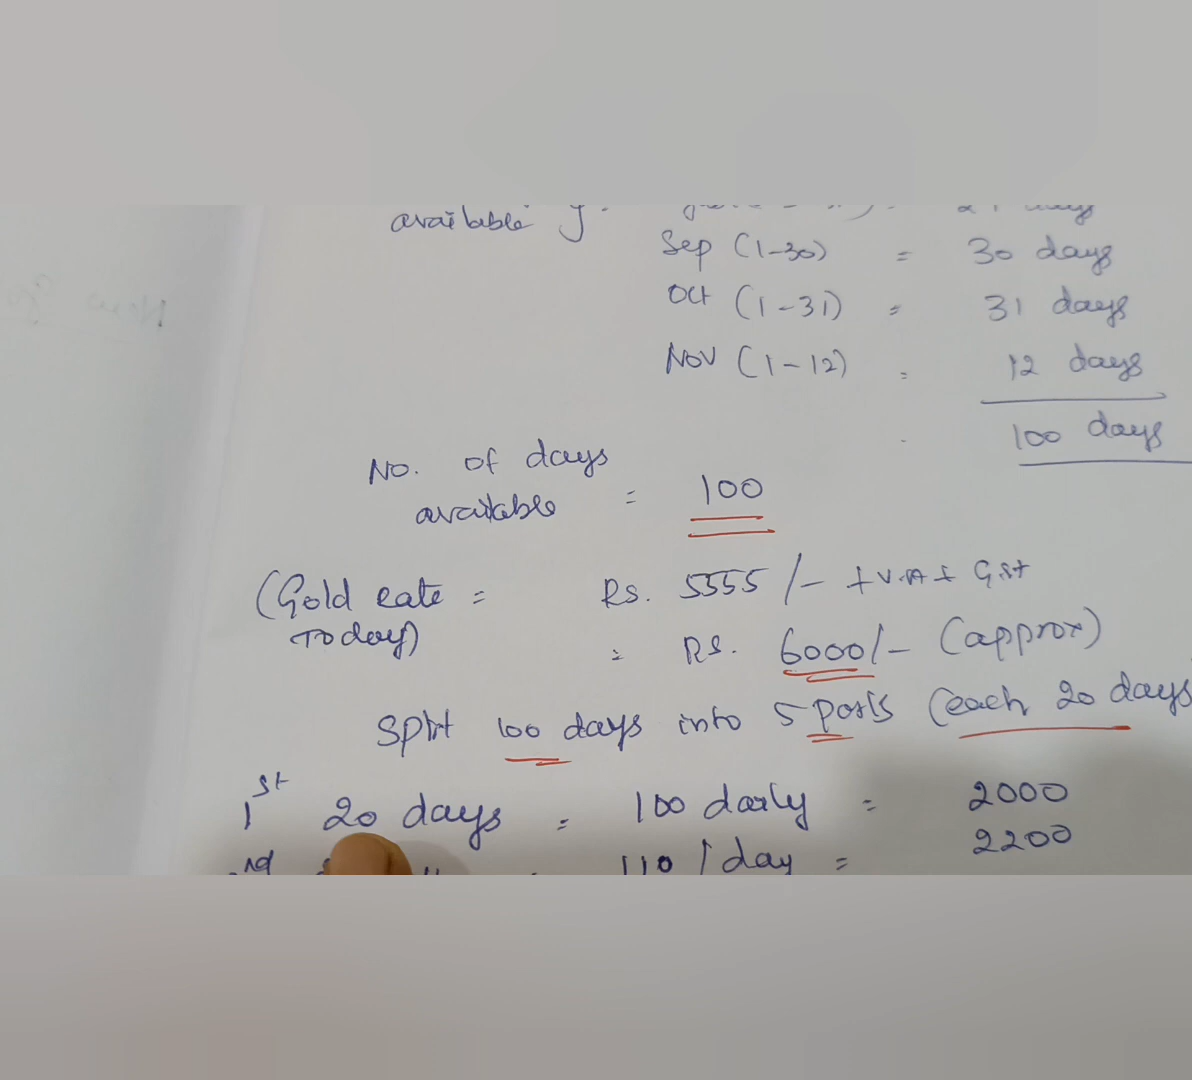 available
Sep (1-30) = 30 days
Oct (1-31) = 31 days
Nov (1-12) = 12 days
100 days
No. of days
available = 100
(Gold rate = Rs. 5555/- + V.A + G.st
Today)
= Rs. 6000/- (approx)
Split 100 days into 5 parts (each 20 days
1st 20 days = 100 daily = 2000
nd 110 / day = 2200